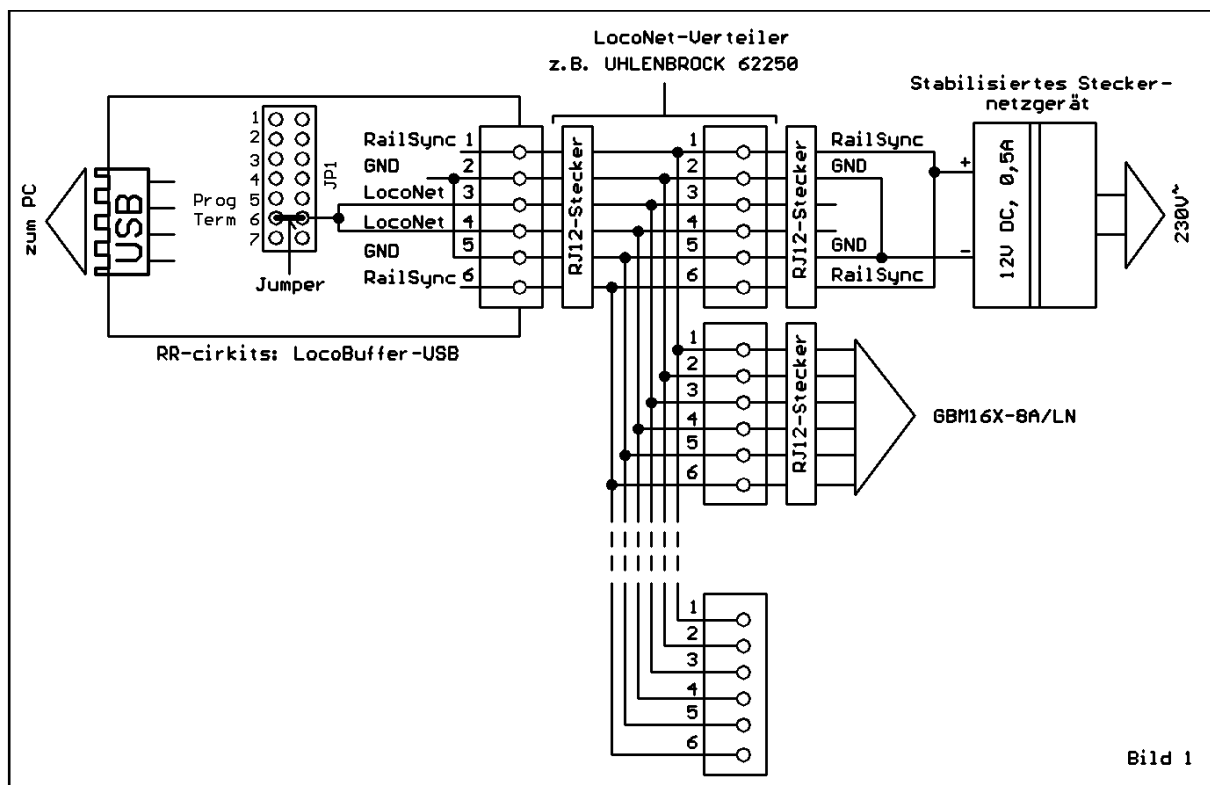 LocoNet-Verteiler
z.B. UHLENBROCK 62250
Stabilisiertes Stecker-
netzgerät
zum PC
USB
1
2
3
4
5
6
7
Prog
Term
JP1
Jumper
RailSync 1
GND 2
LocoNet 3
LocoNet 4
GND 5
RailSync 6
RJ12-Stecker
1
2
3
4
5
6
RJ12-Stecker
RailSync
GND
GND
RailSync
+
-
12V DC, 0,5A
230V~
RR-cirkits: LocoBuffer-USB
1
2
3
4
5
6
RJ12-Stecker
GBM16X-8A/LN
1
2
3
4
5
6
Bild 1